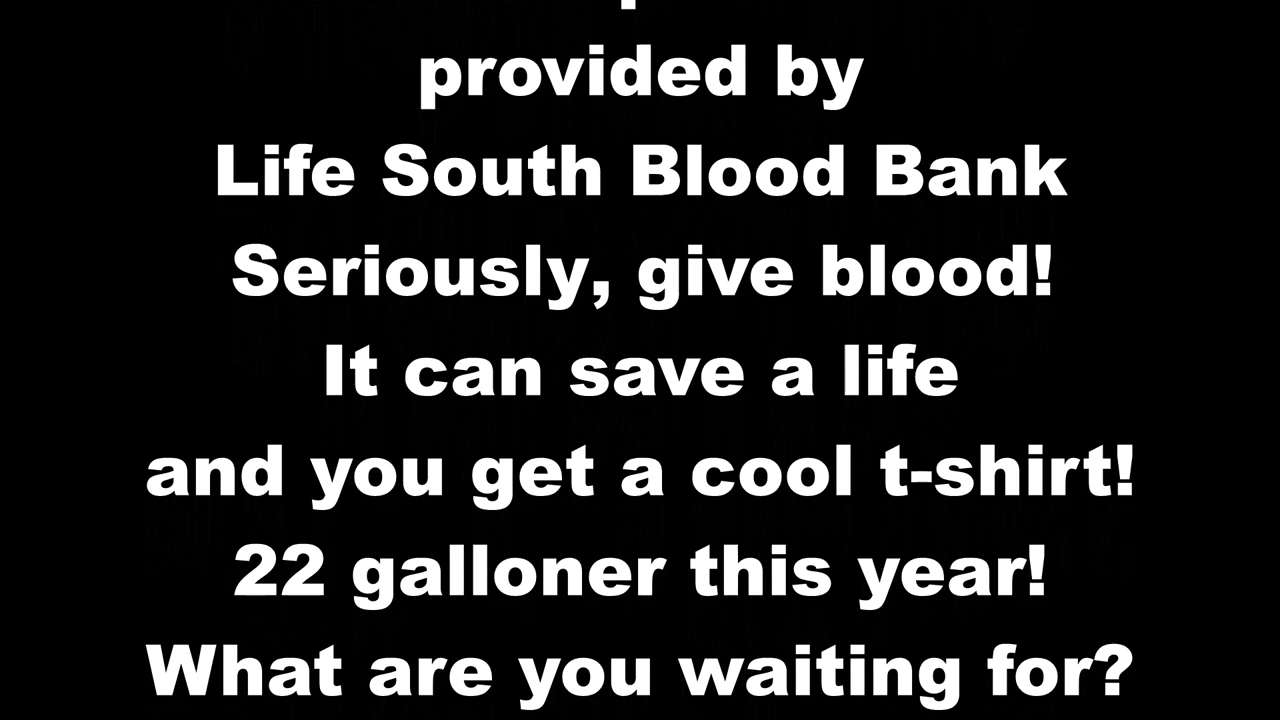 provided by
Life South Blood Bank
Seriously, give blood!
It can save a life
and you get a cool t-shirt!
22 galloner this year!
What are you waiting for?